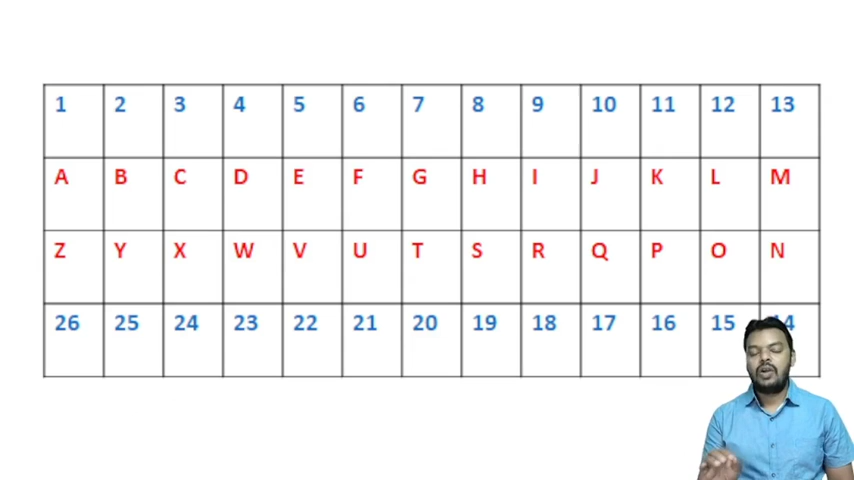 1 2 3 4 5 6 7 8 9 10 11 12 13
A B C D E F G H I J K L M
Z Y X W V U T S R Q P O N
26 25 24 23 22 21 20 19 18 17 16 15 14